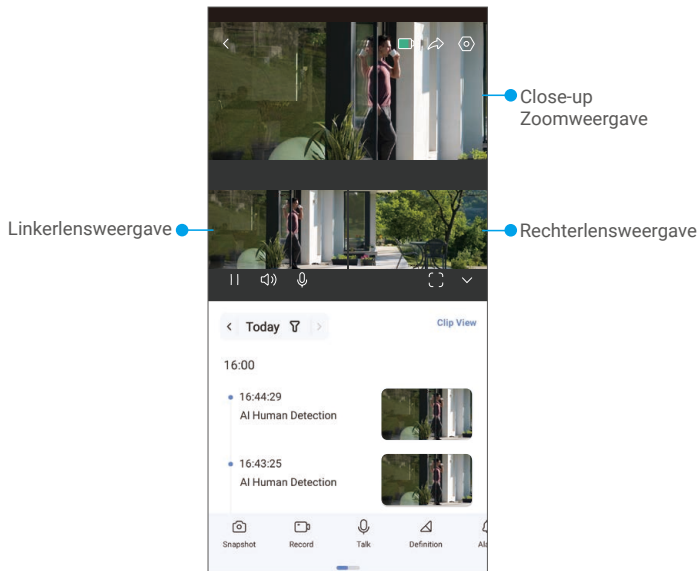 Close-up
Zoomweergave
Linkerlensweergave
Rechterlensweergave
Today
Clip View
16:00
16:44:29
AI Human Detection
16:43:25
AI Human Detection
Snapshot
Record
Talk
Definition